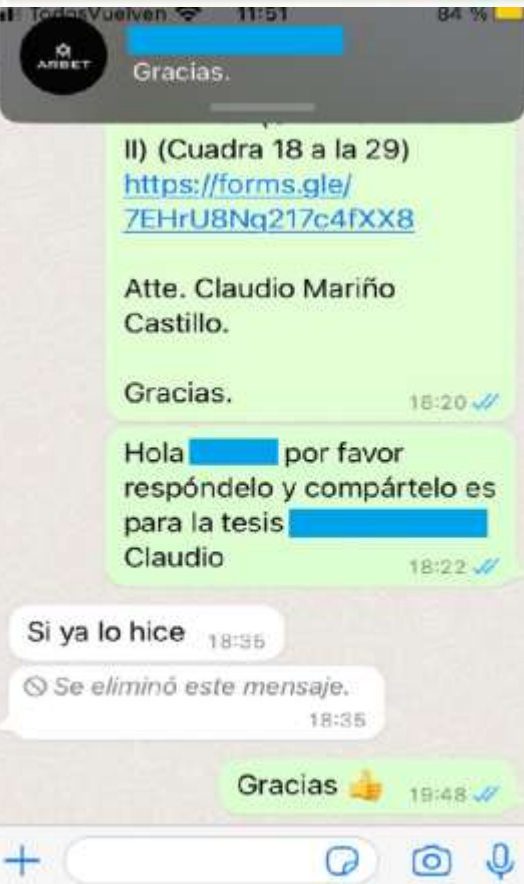 TodasVuelven 11:51 84 %
ARBET
Gracias.
II) (Cuadra 18 a la 29)
https://forms.gle/
7EHrU8Nq217c4fXX8
Atte. Claudio Mariño
Castillo.
Gracias.
18:20
Hola por favor
respóndelo y compártelo es
para la tesis
Claudio
18:22
Si ya lo hice 18:35
Se eliminó este mensaje.
18:35
Gracias 👍 19:48